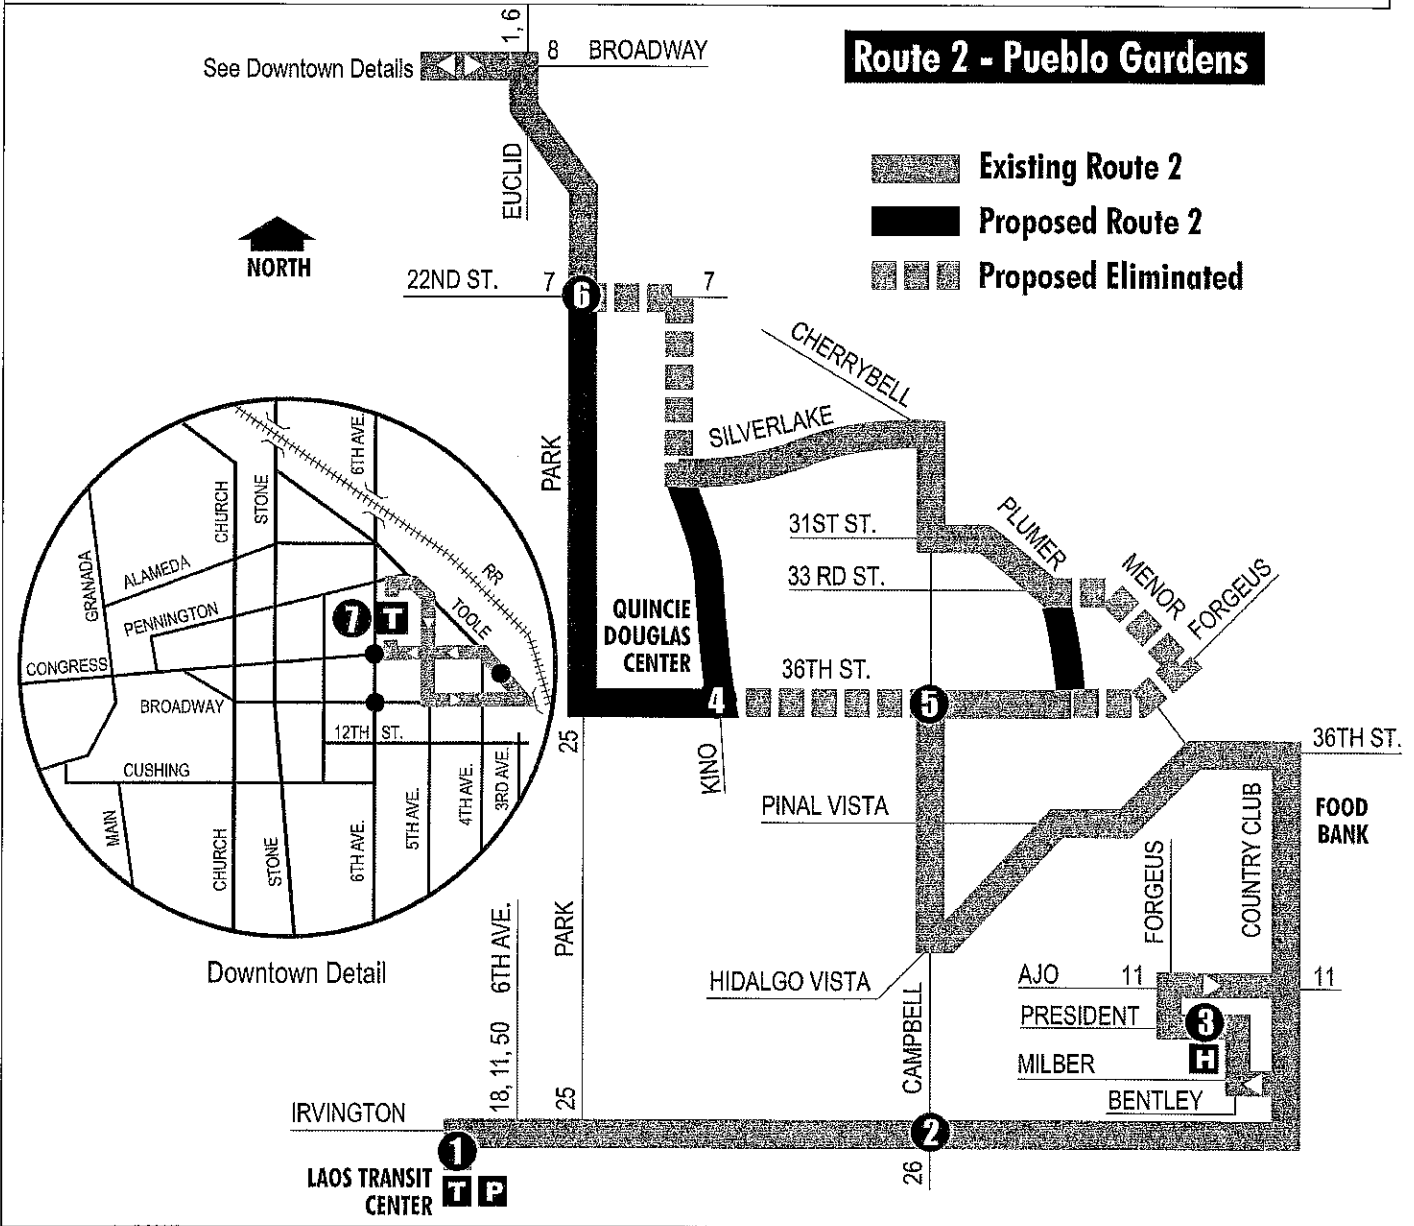 1, 6
8 BROADWAY
See Downtown Details
Route 2 - Pueblo Gardens
Existing Route 2
Proposed Route 2
Proposed Eliminated
EUCLID
NORTH
22ND ST. 7
6
7
CHERRYBELL
SILVERLAKE
PARK
31ST ST.
PLUMER
33 RD ST.
MENOR
FORGEUS
QUINCIE
DOUGLAS
CENTER
36TH ST.
4
5
25
KINO
36TH ST.
PINAL VISTA
FOOD
BANK
COUNTRY CLUB
FORGEUS
HIDALGO VISTA
AJO 11
11
PRESIDENT
3
H
MILBER
BENTLEY
CAMPBELL
PARK
25
18, 11, 50 6TH AVE.
IRVINGTON
1
2
26
LAOS TRANSIT
CENTER
T P
6TH AVE.
STONE
CHURCH
GRANADA
ALAMEDA
PENNINGTON
RR
TOOLE
7 T
CONGRESS
BROADWAY
12TH ST.
CUSHING
MAIN
CHURCH
STONE
6TH AVE.
5TH AVE.
4TH AVE.
3RD AVE.
Downtown Detail